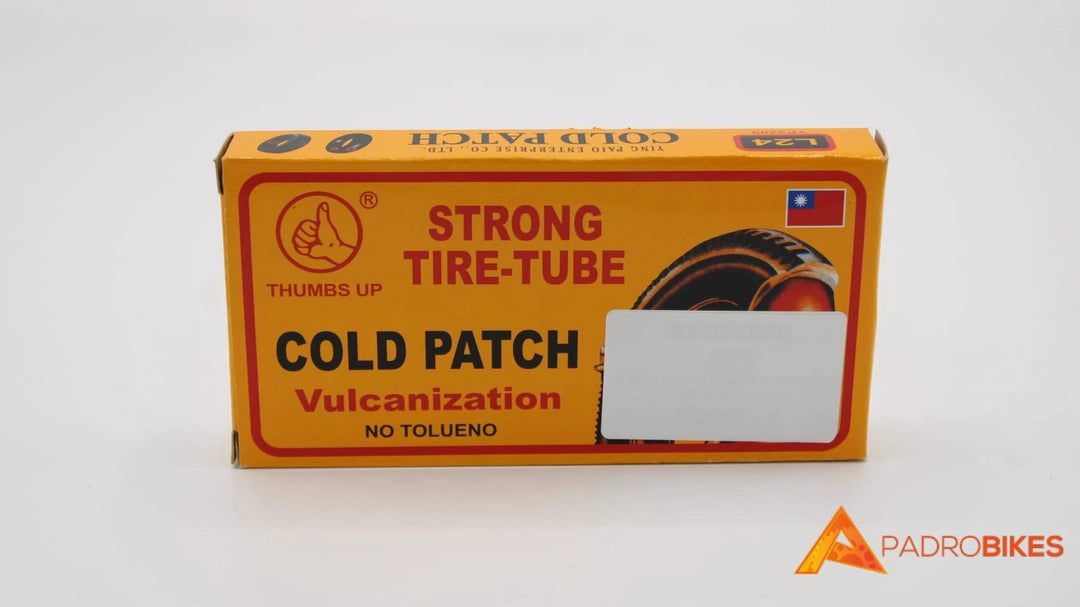 YING PAIO ENTERPRISE CO., LTD.
COLD PATCH
L24
YP3209
®
THUMBS UP
STRONG
TIRE-TUBE
COLD PATCH
Vulcanization
NO TOLUENO
PADROBIKES